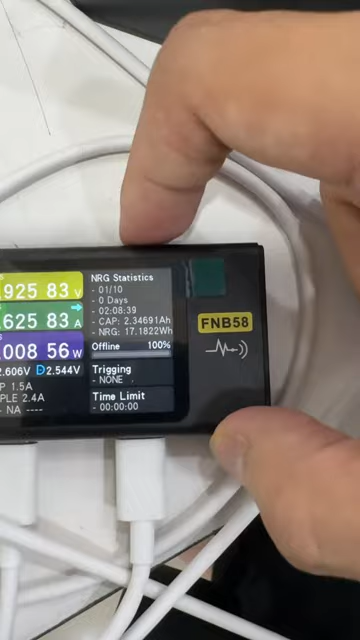 .925 83 V
.625 83 A
.008 56 W
2.606V D 2.544V
P 1.5A
PLE 2.4A
- NA ----
NRG Statistics
- 01/10
- 0 Days
- 02:08:39
- CAP: 2.34691Ah
- NRG: 17.1822Wh
Offline 100%
Trigging
- NONE
Time Limit
- 00:00:00
FNB58